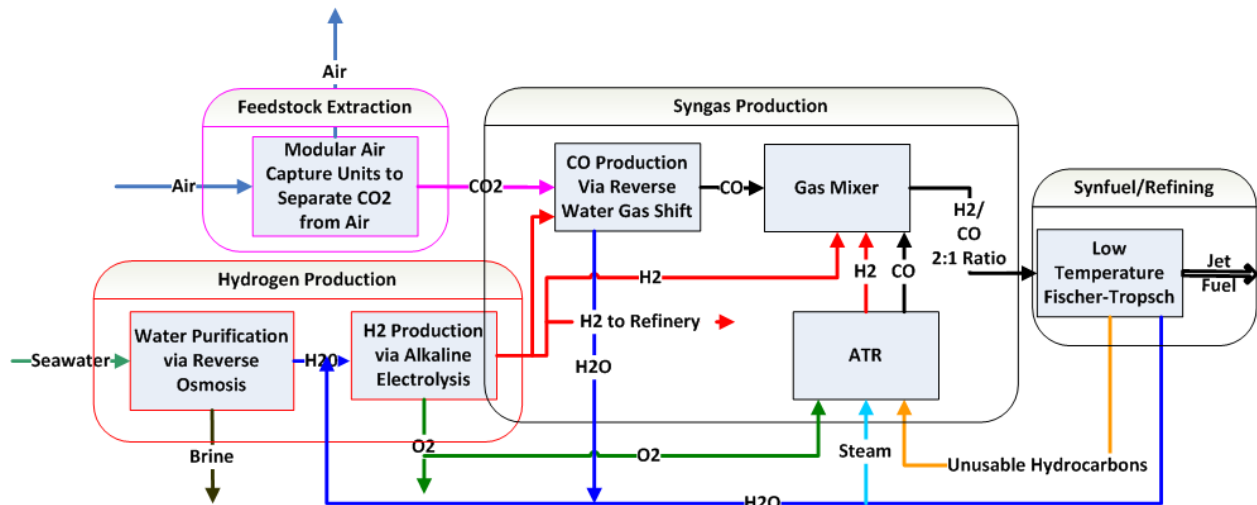 Air
Feedstock Extraction
Syngas Production
Modular Air
Capture Units to
Separate CO2
from Air
Air
CO2
CO Production
Via Reverse
Water Gas Shift
CO
Gas Mixer
H2/
CO
2:1 Ratio
Synfuel/Refining
Low
Temperature
Fischer-Tropsch
Jet
Fuel
Hydrogen Production
H2
H2
CO
Seawater
Water Purification
via Reverse
Osmosis
H20
H2 Production
via Alkaline
Electrolysis
H2 to Refinery
H2O
ATR
Brine
O2
O2
Steam
Unusable Hydrocarbons
H2O